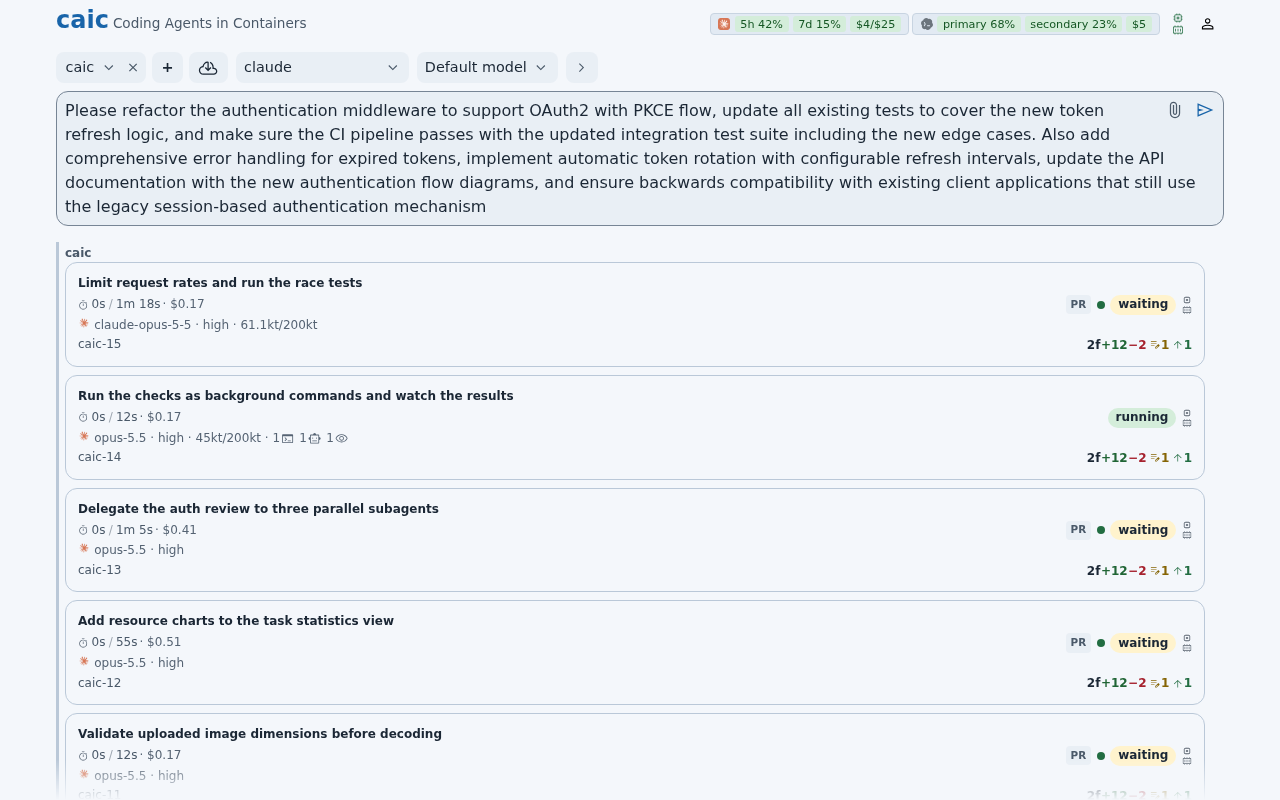 caic Coding Agents in Containers 5h 42% 7d 15% $4/$25 primary 68% secondary 23% $5
caic + claude Default model
Please refactor the authentication middleware to support OAuth2 with PKCE flow, update all existing tests to cover the new token
refresh logic, and make sure the CI pipeline passes with the updated integration test suite including the new edge cases. Also add
comprehensive error handling for expired tokens, implement automatic token rotation with configurable refresh intervals, update the API
documentation with the new authentication flow diagrams, and ensure backwards compatibility with existing client applications that still use
the legacy session-based authentication mechanism
caic
Limit request rates and run the race tests
0s / 1m 18s · $0.17 PR waiting
claude-opus-5-5 · high · 61.1kt/200kt
caic-15 2f+12−2 1 ↑1
Run the checks as background commands and watch the results
0s / 12s · $0.17 running
opus-5.5 · high · 45kt/200kt · 1 1 1
caic-14 2f+12−2 1 ↑1
Delegate the auth review to three parallel subagents
0s / 1m 5s · $0.41 PR waiting
opus-5.5 · high
caic-13 2f+12−2 1 ↑1
Add resource charts to the task statistics view
0s / 55s · $0.51 PR waiting
opus-5.5 · high
caic-12 2f+12−2 1 ↑1
Validate uploaded image dimensions before decoding
0s / 12s · $0.17 PR waiting
opus-5.5 · high
caic-11 2f+12−2 1 ↑1